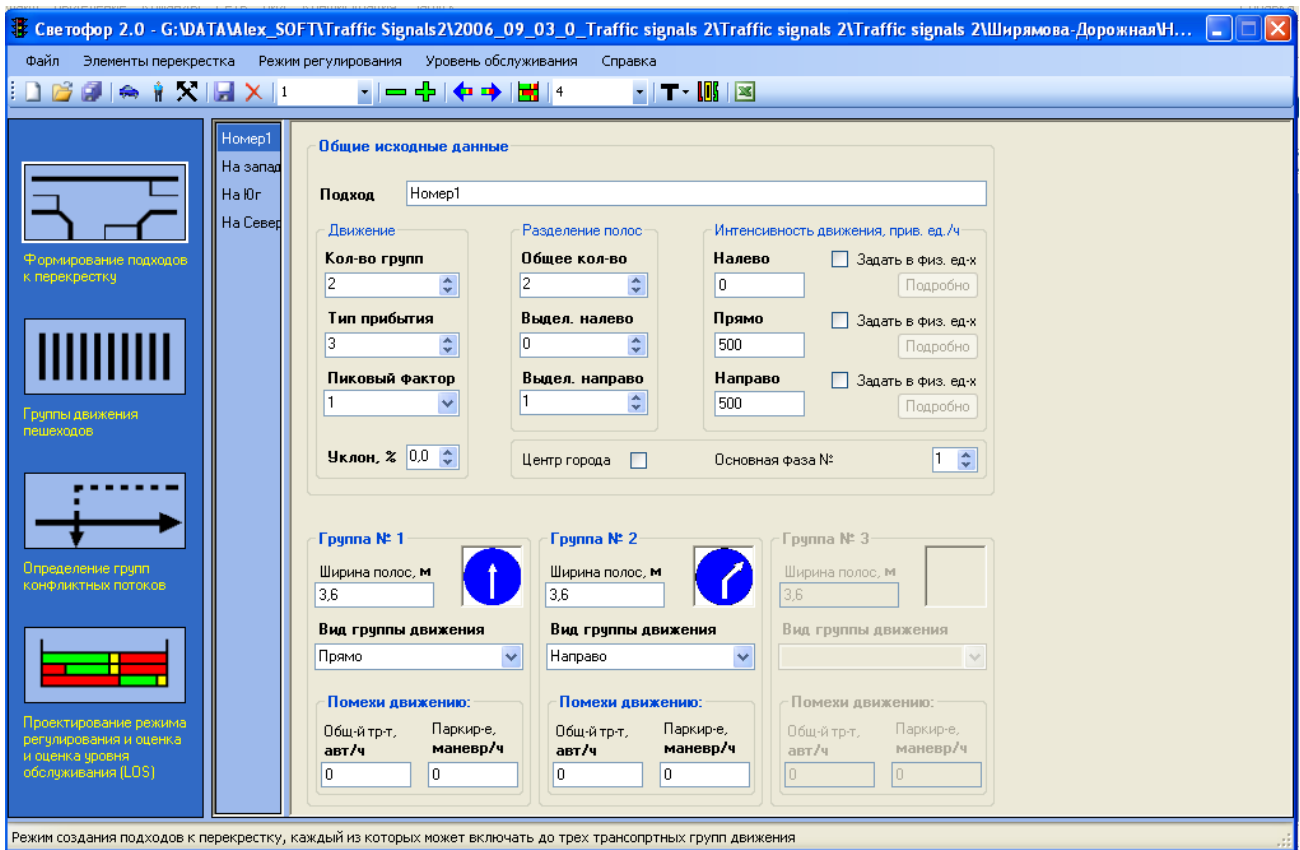 Светофор 2.0 - G:\DATA\Alex_SOFT\Traffic Signals2\2006_09_03_0_Traffic signals 2\Traffic signals 2\Traffic signals 2\Ширямова-Дорожная\Н...
Файл Элементы перекрестка Режим регулирования Уровень обслуживания Справка
1 4
Формирование подходов
к перекрестку
Группы движения
пешеходов
Определение групп
конфликтных потоков
Проектирование режима
регулирования и оценка
и оценка уровня
обслуживания (LOS)
Номер1
На запад
На Юг
На Север
Общие исходные данные
Подход Номер1
Движение
Кол-во групп
2
Тип прибытия
3
Пиковый фактор
1
Уклон, % 0,0
Разделение полос
Общее кол-во
2
Выдел. налево
0
Выдел. направо
1
Интенсивность движения, прив. ед./ч
Налево Задать в физ. ед-х
0 Подробно
Прямо Задать в физ. ед-х
500 Подробно
Направо Задать в физ. ед-х
500 Подробно
Центр города Основная фаза № 1
Группа № 1
Ширина полос, м
3,6
Вид группы движения
Прямо
Помехи движению:
Общ-й тр-т, Паркир-е,
авт/ч маневр/ч
0 0
Группа № 2
Ширина полос, м
3,6
Вид группы движения
Направо
Помехи движению:
Общ-й тр-т, Паркир-е,
авт/ч маневр/ч
0 0
Группа № 3
Ширина полос, м
3,6
Вид группы движения
Помехи движению:
Общ-й тр-т, Паркир-е,
авт/ч маневр/ч
0 0
Режим создания подходов к перекрестку, каждый из которых может включать до трех трансопртных групп движения